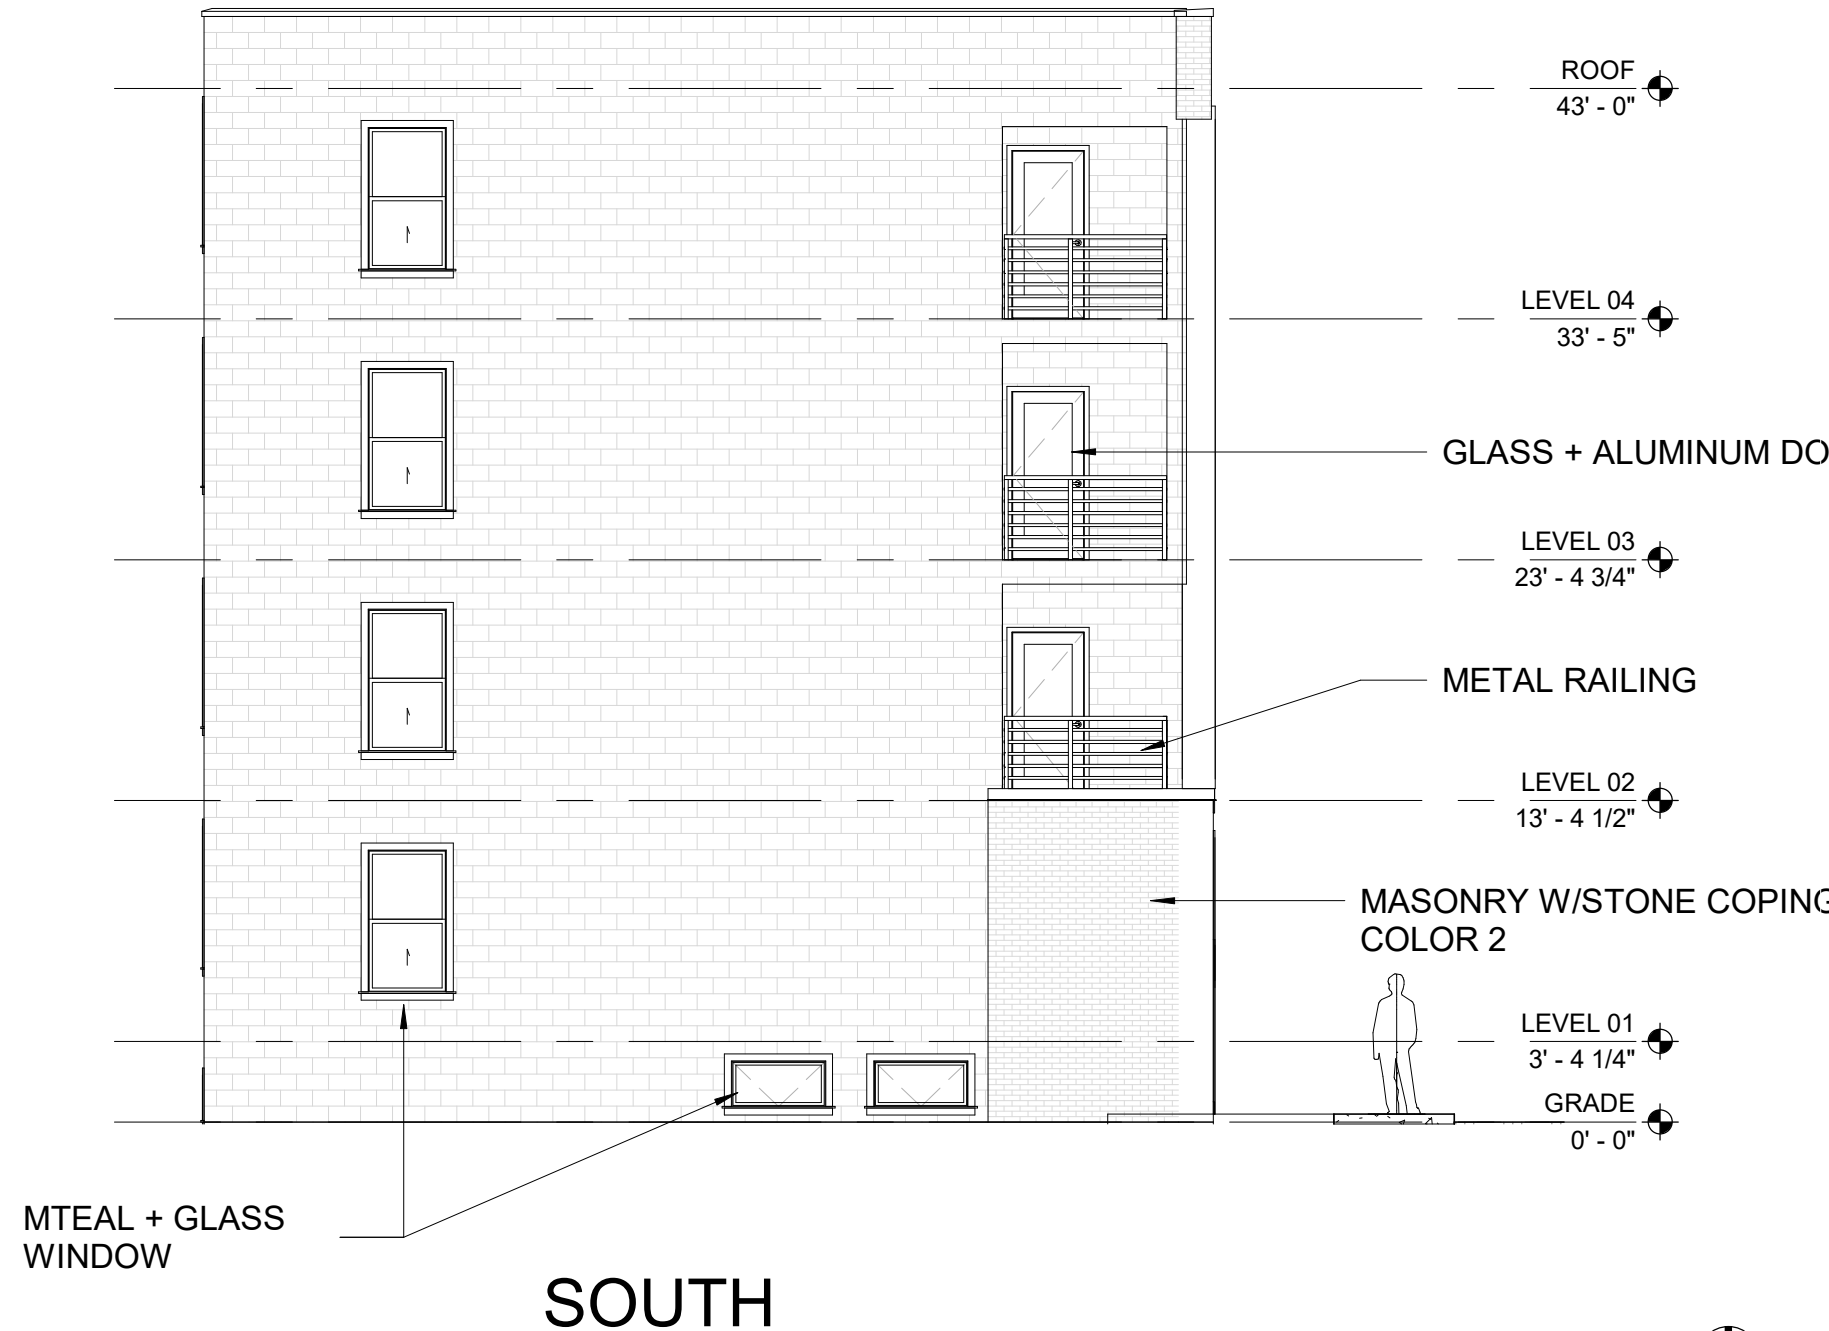 ROOF
43' - 0"
LEVEL 04
33' - 5"
GLASS + ALUMINUM DO
LEVEL 03
23' - 4 3/4"
METAL RAILING
LEVEL 02
13' - 4 1/2"
MASONRY W/STONE COPING
COLOR 2
LEVEL 01
3' - 4 1/4"
GRADE
0' - 0"
MTEAL + GLASS
WINDOW
SOUTH